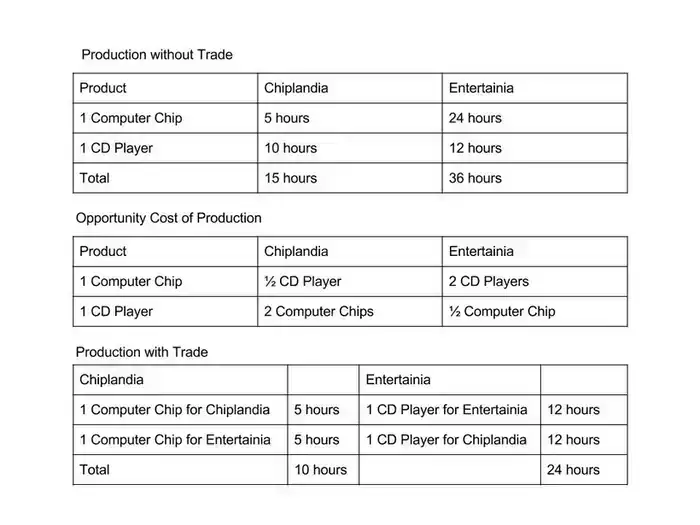 Production without Trade
Product Chiplandia Entertainia
1 Computer Chip 5 hours 24 hours
1 CD Player 10 hours 12 hours
Total 15 hours 36 hours
Opportunity Cost of Production
Product Chiplandia Entertainia
1 Computer Chip ½ CD Player 2 CD Players
1 CD Player 2 Computer Chips ½ Computer Chip
Production with Trade
Chiplandia Entertainia
1 Computer Chip for Chiplandia 5 hours 1 CD Player for Entertainia 12 hours
1 Computer Chip for Entertainia 5 hours 1 CD Player for Chiplandia 12 hours
Total 10 hours 24 hours